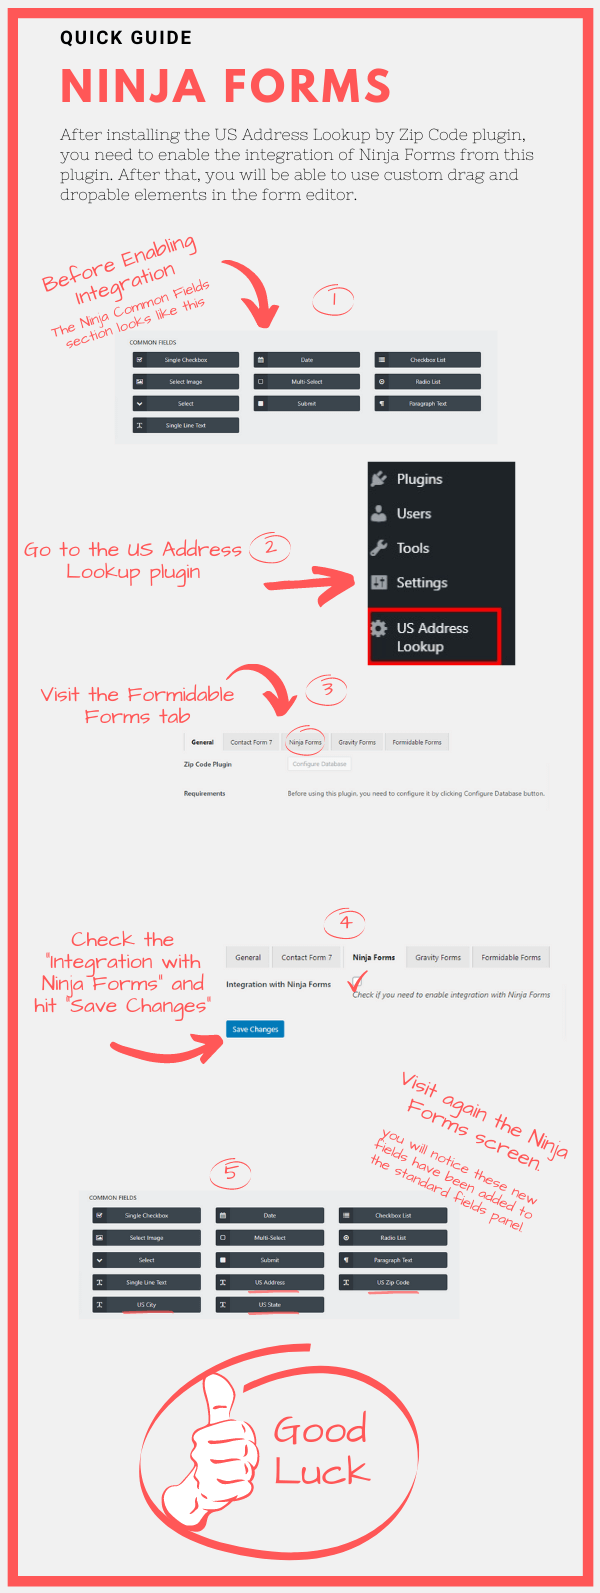 QUICK GUIDE
NINJA FORMS
After installing the US Address Lookup by Zip Code plugin,
you need to enable the integration of Ninja Forms from this
plugin. After that, you will be able to use custom drag and
dropable elements in the form editor.
Before Enabling
Integration
The Ninja Common Fields
section looks like this
1
COMMON FIELDS
Single Checkbox Date Checkbox List
Select Image Multi-Select Radio List
Select Submit Paragraph Text
Single Line Text
Plugins
Users
Tools
Settings
US Address
Lookup
Go to the US Address
Lookup plugin
2
Visit the Formidable
Forms tab
3
General Contact Form 7 Ninja Forms Gravity Forms Formidable Forms
Zip Code Plugin Configure Database
Requirements Before using this plugin, you need to configure it by clicking Configure Database button.
4
Check the
"Integration with
Ninja Forms" and
hit "Save Changes"
General Contact Form 7 Ninja Forms Gravity Forms Formidable Forms
Integration with Ninja Forms
Check if you need to enable integration with Ninja Forms
Save Changes
Visit again the Ninja
Forms screen.
you will notice these new
fields have been added to
the standard fields panel
5
COMMON FIELDS
Single Checkbox Date Checkbox List
Select Image Multi-Select Radio List
Select Submit Paragraph Text
Single Line Text US Address US Zip Code
US City US State
Good
Luck